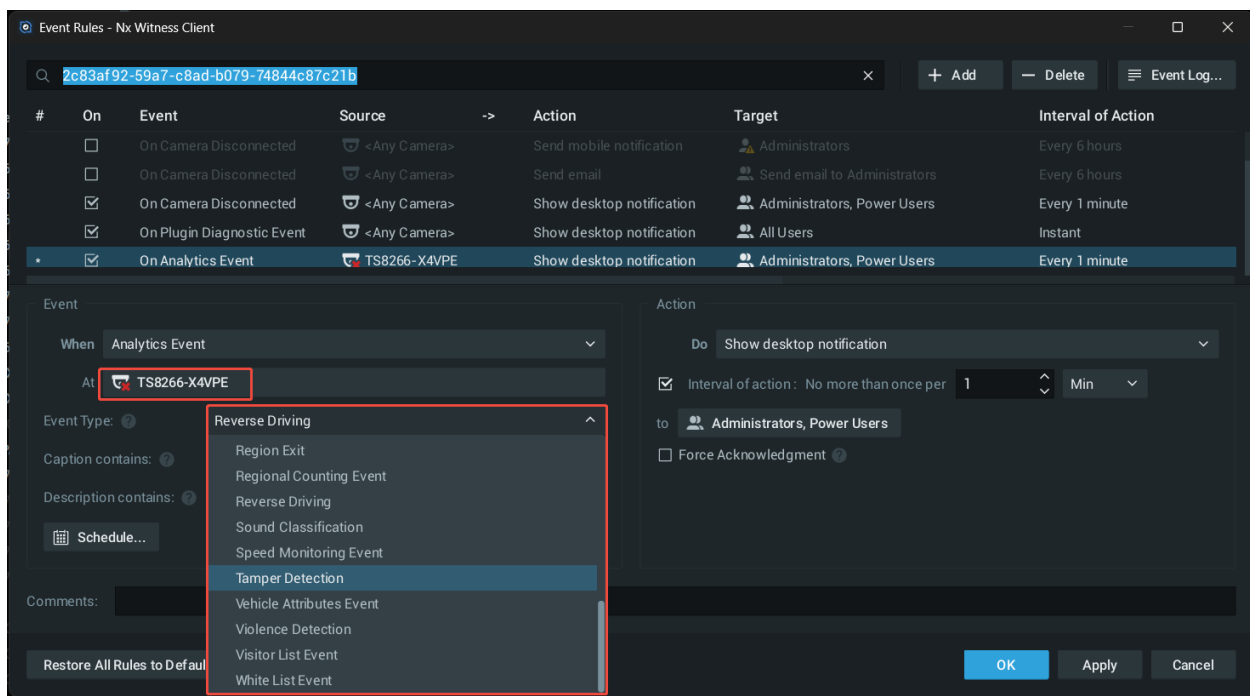 Event Rules - Nx Witness Client
2c83af92-59a7-c8ad-b079-74844c87c21b
Add Delete Event Log...
# On Event Source -> Action Target Interval of Action
On Camera Disconnected <Any Camera> Send mobile notification Administrators Every 6 hours
On Camera Disconnected <Any Camera> Send email Send email to Administrators Every 6 hours
On Camera Disconnected <Any Camera> Show desktop notification Administrators, Power Users Every 1 minute
On Plugin Diagnostic Event <Any Camera> Show desktop notification All Users Instant
* On Analytics Event TS8266-X4VPE Show desktop notification Administrators, Power Users Every 1 minute
Event
When Analytics Event
At TS8266-X4VPE
Event Type: ? Reverse Driving
Region Exit
Caption contains: ?
Regional Counting Event
Reverse Driving
Description contains: ?
Sound Classification
Schedule...
Speed Monitoring Event
Tamper Detection
Vehicle Attributes Event
Violence Detection
Visitor List Event
White List Event
Action
Do Show desktop notification
Interval of action : No more than once per 1 Min
to Administrators, Power Users
Force Acknowledgment ?
Comments:
Restore All Rules to Defau
OK Apply Cancel